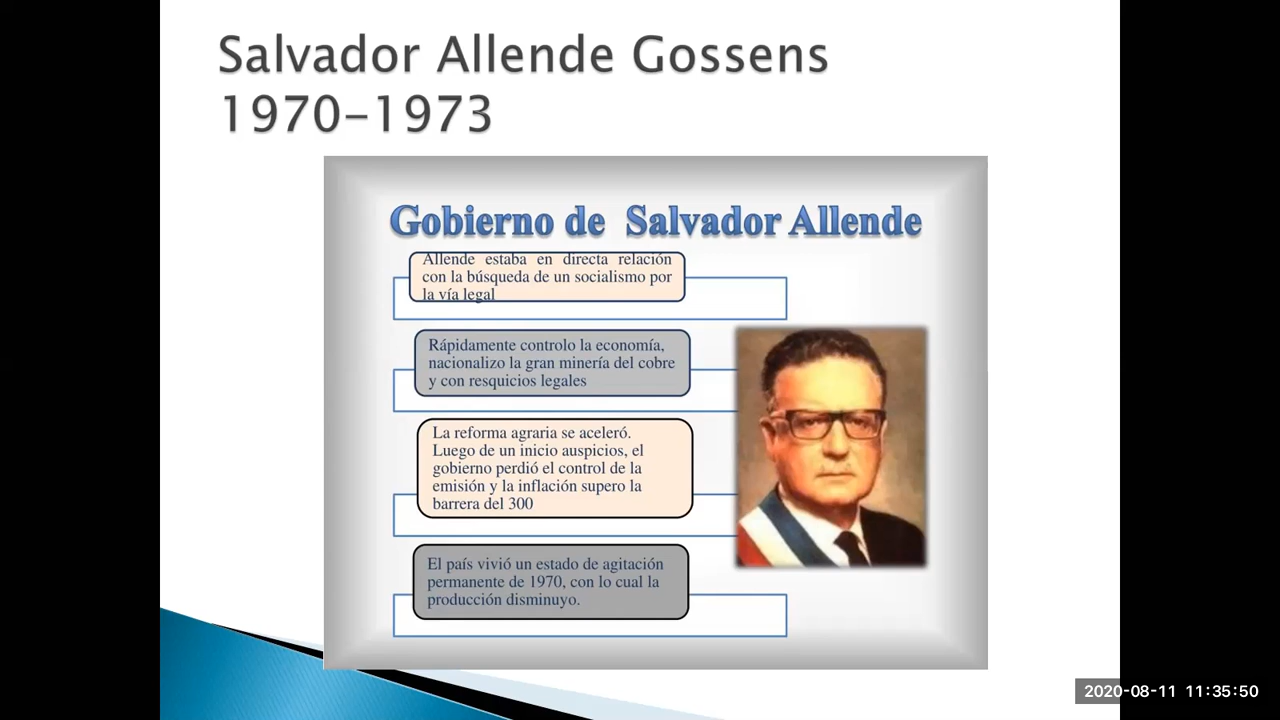 Salvador Allende Gossens
1970-1973
Gobierno de Salvador Allende
Allende estaba en directa relación
con la búsqueda de un socialismo por
la vía legal
Rápidamente controlo la economía,
nacionalizo la gran minería del cobre
y con resquicios legales
La reforma agraria se aceleró.
Luego de un inicio auspicios, el
gobierno perdió el control de la
emisión y la inflación supero la
barrera del 300
El país vivió un estado de agitación
permanente de 1970, con lo cual la
producción disminuyo.
2020-08-11 11:35:50